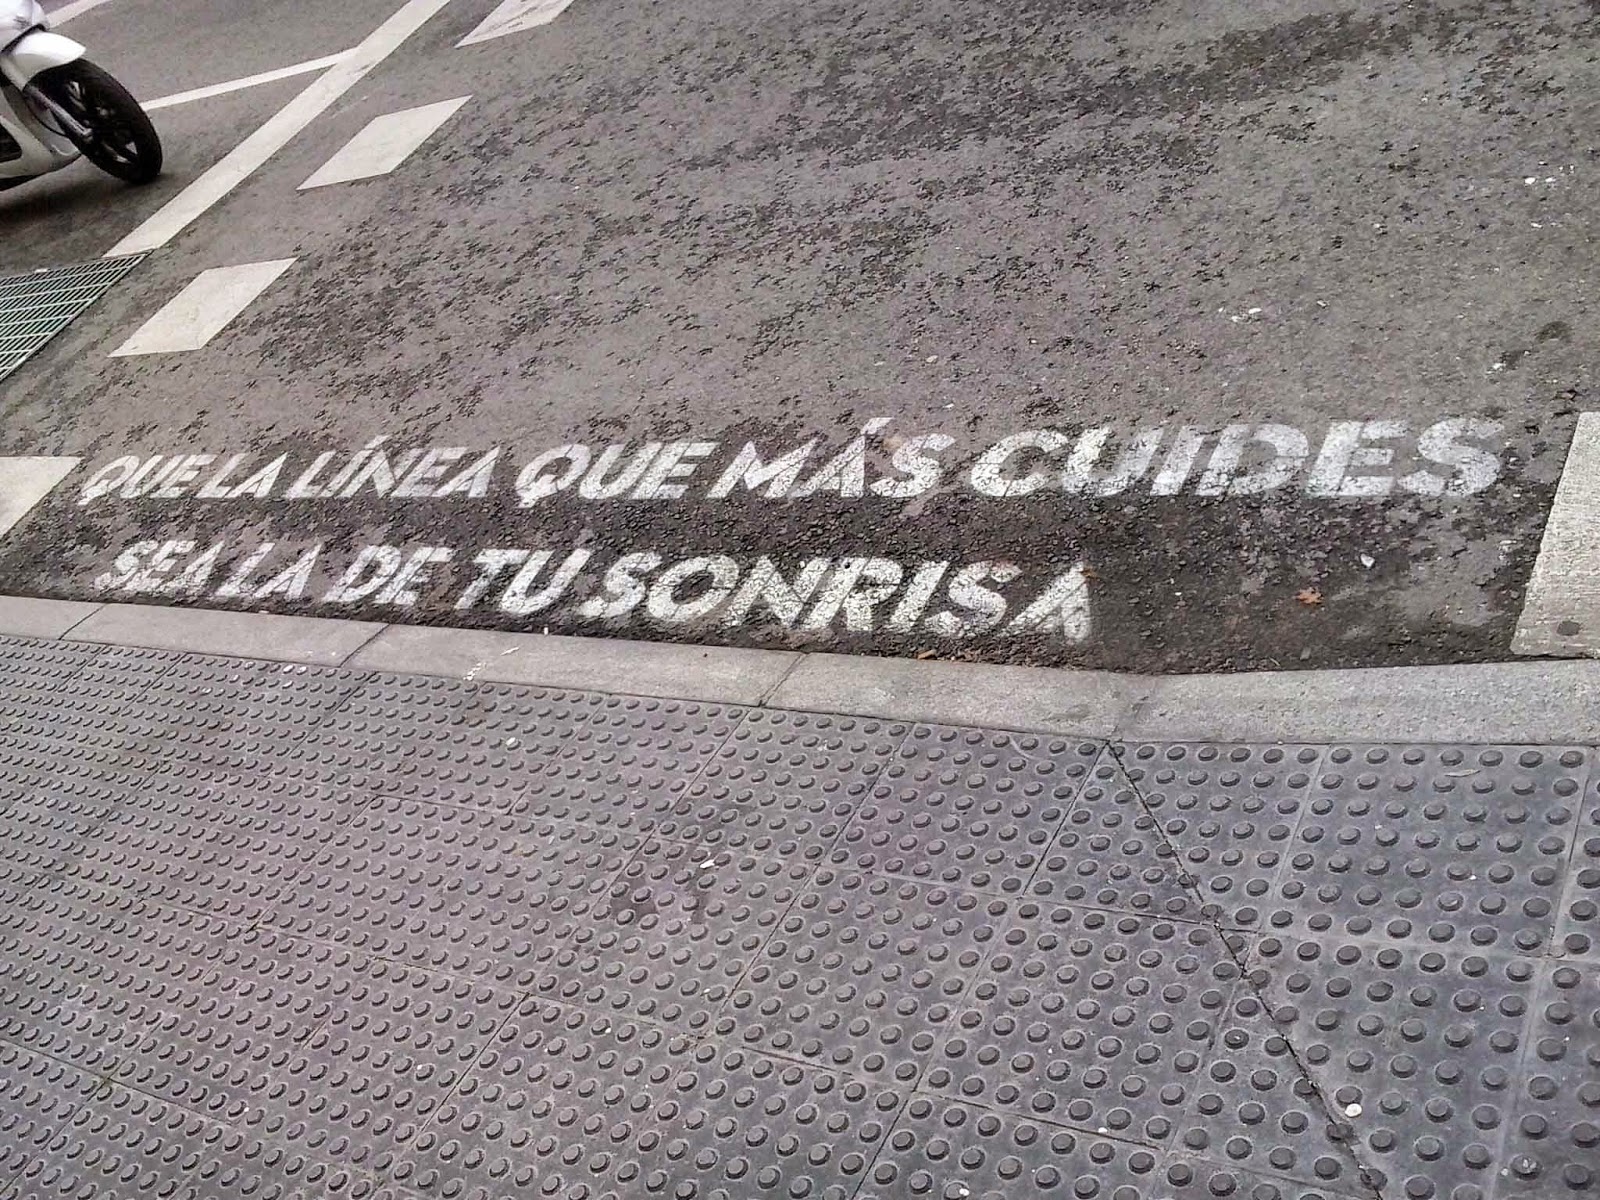 QUE LA LÍNEA QUE MÁS CUIDES
SEA LA DE TU SONRISA